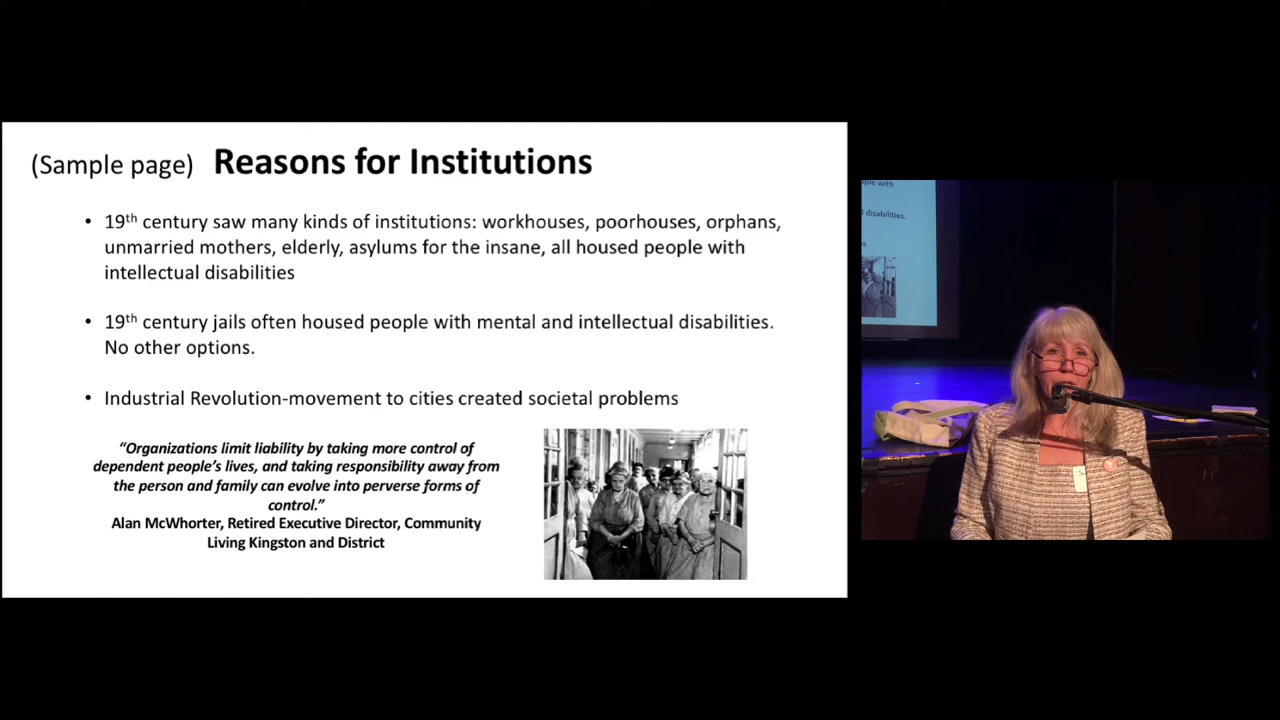 (Sample page) Reasons for Institutions
• 19th century saw many kinds of institutions: workhouses, poorhouses, orphans,
unmarried mothers, elderly, asylums for the insane, all housed people with
intellectual disabilities
• 19th century jails often housed people with mental and intellectual disabilities.
No other options.
• Industrial Revolution-movement to cities created societal problems
“Organizations limit liability by taking more control of
dependent people’s lives, and taking responsibility away from
the person and family can evolve into perverse forms of
control.”
Alan McWhorter, Retired Executive Director, Community
Living Kingston and District
with
disabilities.